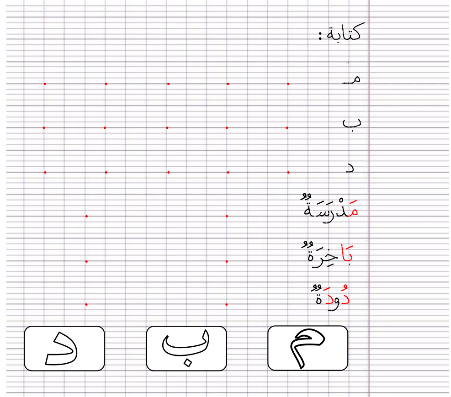 كتابة :
مـ
ب
د
مَدْرَسَةٌ
بَاخِرَةٌ
دُودَةٌ
م ب د